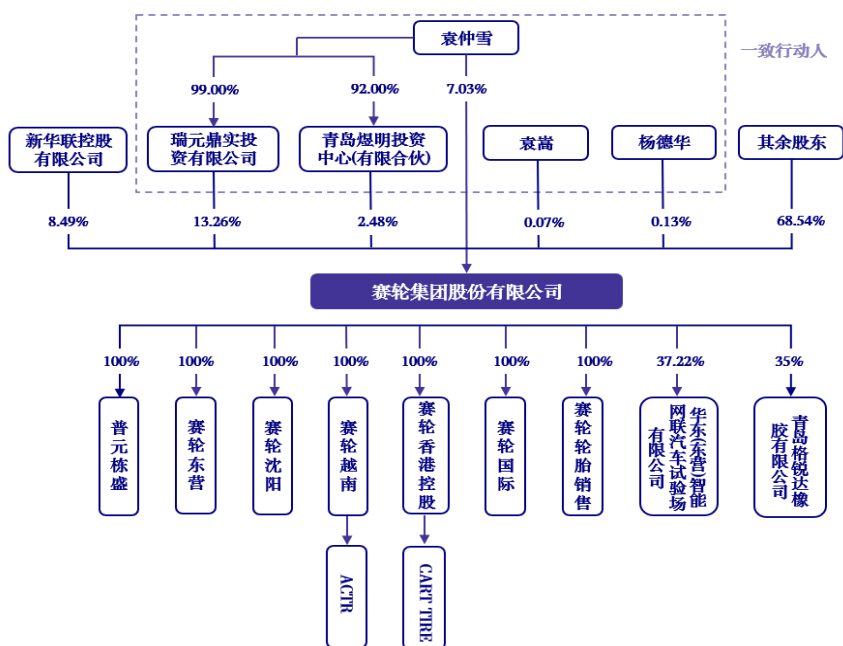 袁仲雪
一致行动人
99.00%
92.00%
7.03%
新华联控股
有限公司
瑞元鼎实投
资有限公司
青岛煜明投资
中心(有限合伙)
袁嵩
杨德华
其余股东
8.49%
13.26%
2.48%
0.07%
0.13%
68.54%
赛轮集团股份有限公司
100%
100%
100%
100%
100%
100%
100%
37.22%
35%
普元栋盛
赛轮东营
赛轮沈阳
赛轮越南
赛轮香港控股
赛轮国际
赛轮轮胎销售
华东(东营)智能
网联汽车试验场
有限公司
青岛格锐达橡
胶有限公司
ACTR
CART TIRE